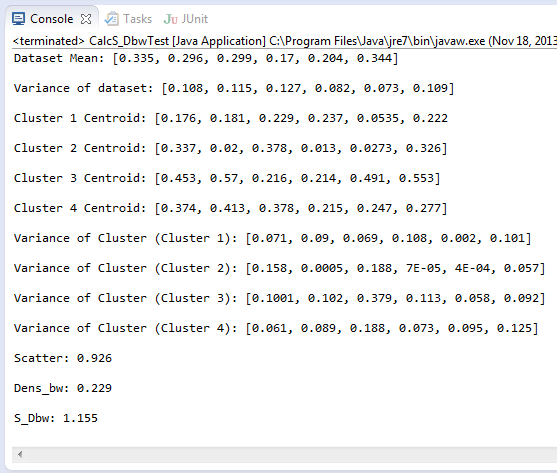 Console Tasks JUnit
<terminated> CalcS_DbwTest [Java Application] C:\Program Files\Java\jre7\bin\javaw.exe (Nov 18, 2013
Dataset Mean: [0.335, 0.296, 0.299, 0.17, 0.204, 0.344]
Variance of dataset: [0.108, 0.115, 0.127, 0.082, 0.073, 0.109]
Cluster 1 Centroid: [0.176, 0.181, 0.229, 0.237, 0.0535, 0.222
Cluster 2 Centroid: [0.337, 0.02, 0.378, 0.013, 0.0273, 0.326]
Cluster 3 Centroid: [0.453, 0.57, 0.216, 0.214, 0.491, 0.553]
Cluster 4 Centroid: [0.374, 0.413, 0.378, 0.215, 0.247, 0.277]
Variance of Cluster (Cluster 1): [0.071, 0.09, 0.069, 0.108, 0.002, 0.101]
Variance of Cluster (Cluster 2): [0.158, 0.0005, 0.188, 7E-05, 4E-04, 0.057]
Variance of Cluster (Cluster 3): [0.1001, 0.102, 0.379, 0.113, 0.058, 0.092]
Variance of Cluster (Cluster 4): [0.061, 0.089, 0.188, 0.073, 0.095, 0.125]
Scatter: 0.926
Dens_bw: 0.229
S_Dbw: 1.155